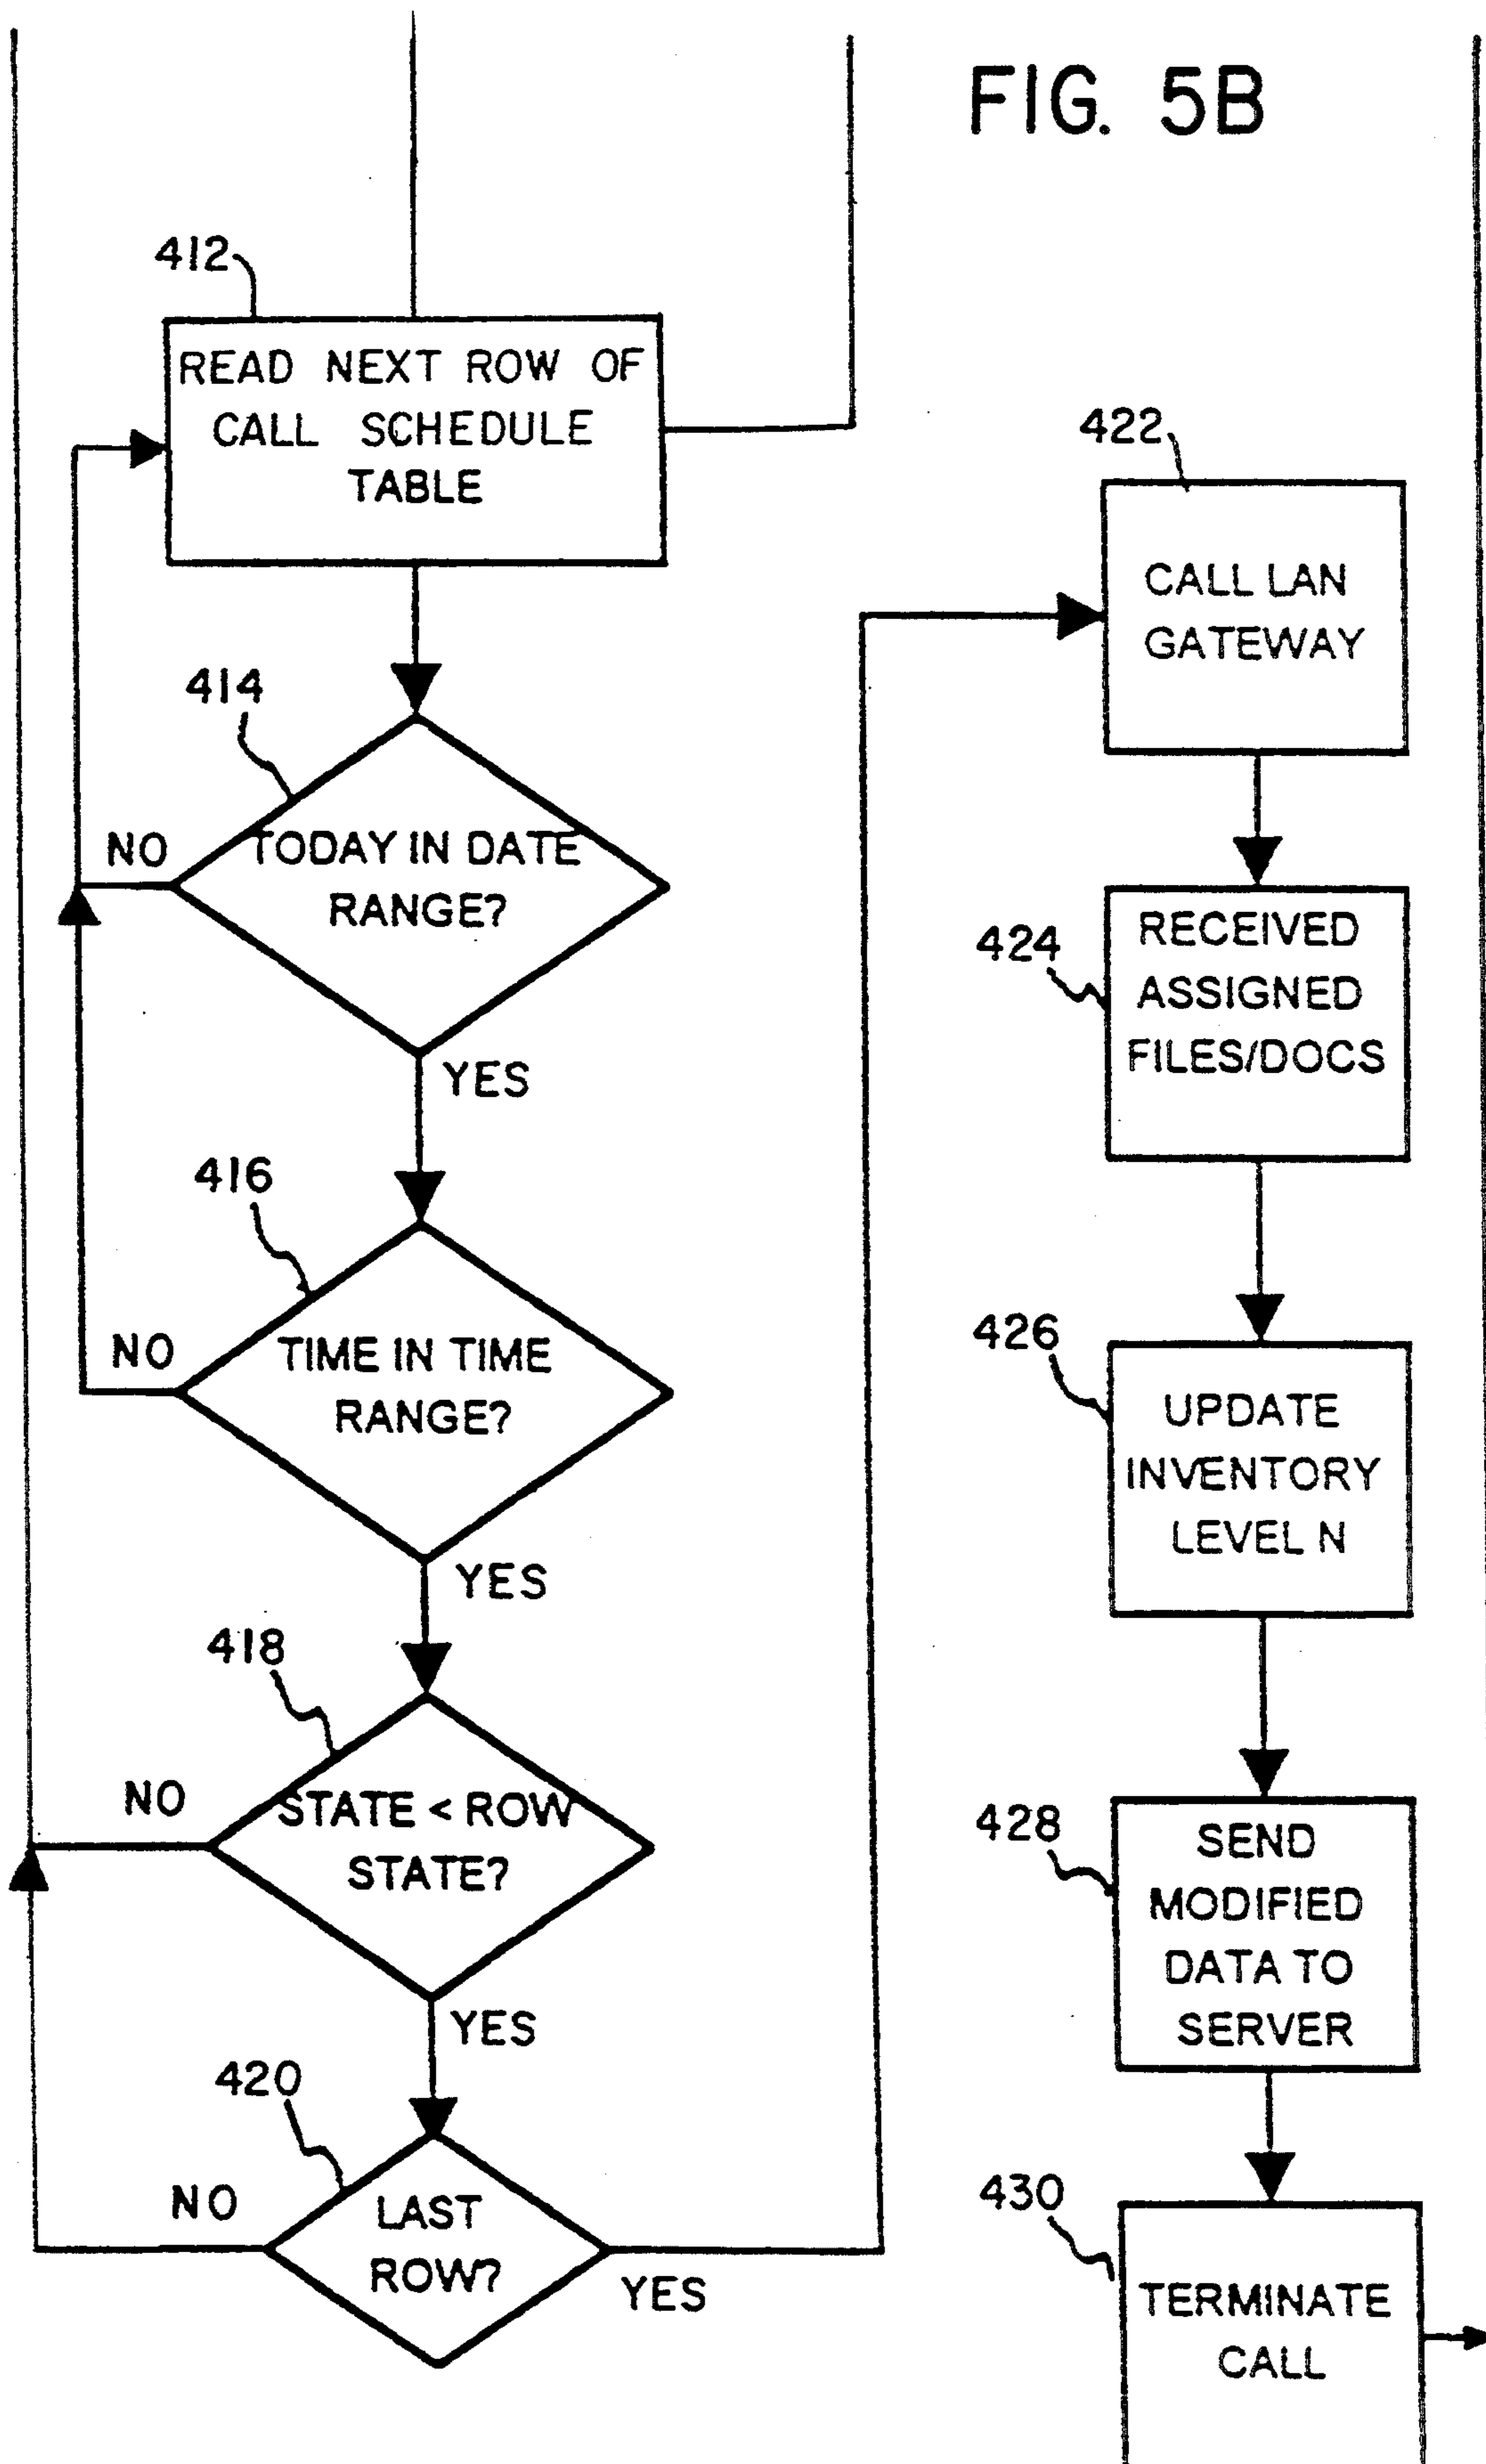 FIG. 5B
412
READ NEXT ROW OF
CALL SCHEDULE
TABLE
414
TODAY IN DATE
RANGE?
NO
YES
416
TIME IN TIME
RANGE?
NO
YES
418
STATE < ROW
STATE?
NO
YES
420
LAST
ROW?
NO
YES
422
CALL LAN
GATEWAY
424
RECEIVED
ASSIGNED
FILES/DOCS
426
UPDATE
INVENTORY
LEVEL N
428
SEND
MODIFIED
DATA TO
SERVER
430
TERMINATE
CALL